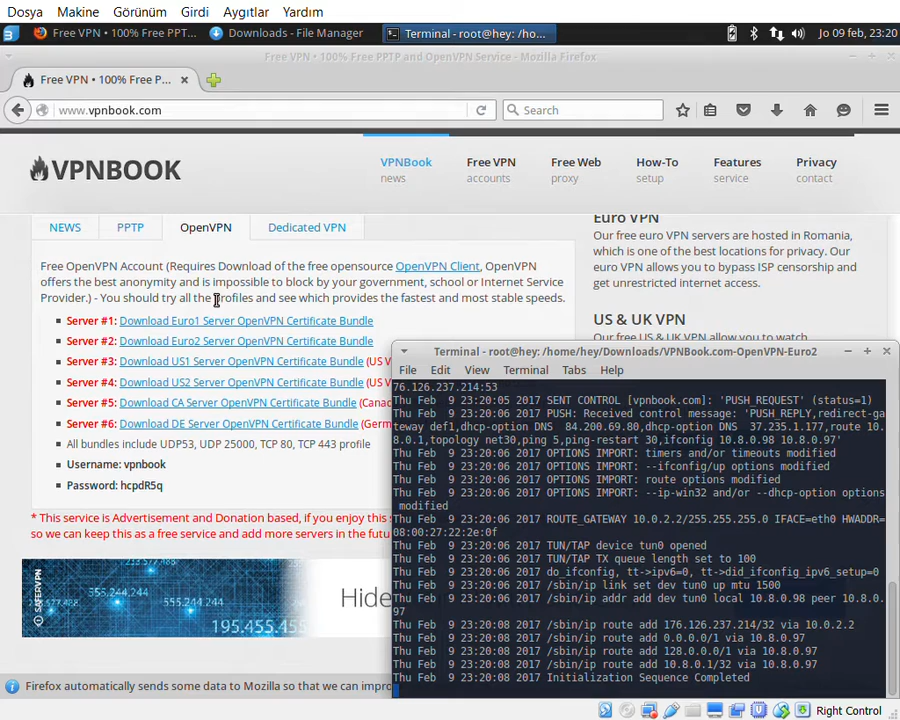 Dosya Makine Görünüm Girdi Aygıtlar Yardım
Free VPN • 100% Free PPT... Downloads - File Manager Terminal - root@hey: /ho... Jo 09 feb, 23:20
Free VPN • 100% Free PPTP and OpenVPN Service - Mozilla Firefox
Free VPN • 100% Free P...
www.vpnbook.com Search
VPNBOOK
VPNBook Free VPN Free Web How-To Features Privacy
news accounts proxy setup service contact
NEWS PPTP OpenVPN Dedicated VPN
Free OpenVPN Account (Requires Download of the free opensource OpenVPN Client, OpenVPN
offers the best anonymity and is impossible to block by your government, school or Internet Service
Provider.) - You should try all the profiles and see which provides the fastest and most stable speeds.
Server #1: Download Euro1 Server OpenVPN Certificate Bundle
Server #2: Download Euro2 Server OpenVPN Certificate Bundle
Server #3: Download US1 Server OpenVPN Certificate Bundle (US V
Server #4: Download US2 Server OpenVPN Certificate Bundle (US V
Server #5: Download CA Server OpenVPN Certificate Bundle (Canad
Server #6: Download DE Server OpenVPN Certificate Bundle (Germ
All bundles include UDP53, UDP 25000, TCP 80, TCP 443 profile
Username: vpnbook
Password: hcpdR5q
* This service is Advertisement and Donation based, if you enjoy this s
so we can keep this as a free service and add more servers in the futu
Euro VPN
Our free euro VPN servers are hosted in Romania,
which is one of the best locations for privacy. Our
euro VPN allows you to bypass ISP censorship and
get unrestricted internet access.
US & UK VPN
Our free US & UK VPN allow you to watch
SAFERVPN
233.577.488
555.244.244
577.488
195.455.455
Hide
Firefox automatically sends some data to Mozilla so that we can impro
Terminal - root@hey: /home/hey/Downloads/VPNBook.com-OpenVPN-Euro2
File Edit View Terminal Tabs Help
76.126.237.214:53
Thu Feb 9 23:20:05 2017 SENT CONTROL [vpnbook.com]: 'PUSH_REQUEST' (status=1)
Thu Feb 9 23:20:06 2017 PUSH: Received control message: 'PUSH_REPLY,redirect-ga
teway def1,dhcp-option DNS 84.200.69.80,dhcp-option DNS 37.235.1.177,route 10.
8.0.1,topology net30,ping 5,ping-restart 30,ifconfig 10.8.0.98 10.8.0.97'
Thu Feb 9 23:20:06 2017 OPTIONS IMPORT: timers and/or timeouts modified
Thu Feb 9 23:20:06 2017 OPTIONS IMPORT: --ifconfig/up options modified
Thu Feb 9 23:20:06 2017 OPTIONS IMPORT: route options modified
Thu Feb 9 23:20:06 2017 OPTIONS IMPORT: --ip-win32 and/or --dhcp-option options
modified
Thu Feb 9 23:20:06 2017 ROUTE_GATEWAY 10.0.2.2/255.255.255.0 IFACE=eth0 HWADDR=
08:00:27:22:2e:0f
Thu Feb 9 23:20:06 2017 TUN/TAP device tun0 opened
Thu Feb 9 23:20:06 2017 TUN/TAP TX queue length set to 100
Thu Feb 9 23:20:06 2017 do_ifconfig, tt->ipv6=0, tt->did_ifconfig_ipv6_setup=0
Thu Feb 9 23:20:06 2017 /sbin/ip link set dev tun0 up mtu 1500
Thu Feb 9 23:20:06 2017 /sbin/ip addr add dev tun0 local 10.8.0.98 peer 10.8.0.
97
Thu Feb 9 23:20:08 2017 /sbin/ip route add 176.126.237.214/32 via 10.0.2.2
Thu Feb 9 23:20:08 2017 /sbin/ip route add 0.0.0.0/1 via 10.8.0.97
Thu Feb 9 23:20:08 2017 /sbin/ip route add 128.0.0.0/1 via 10.8.0.97
Thu Feb 9 23:20:08 2017 /sbin/ip route add 10.8.0.1/32 via 10.8.0.97
Thu Feb 9 23:20:08 2017 Initialization Sequence Completed
Right Control